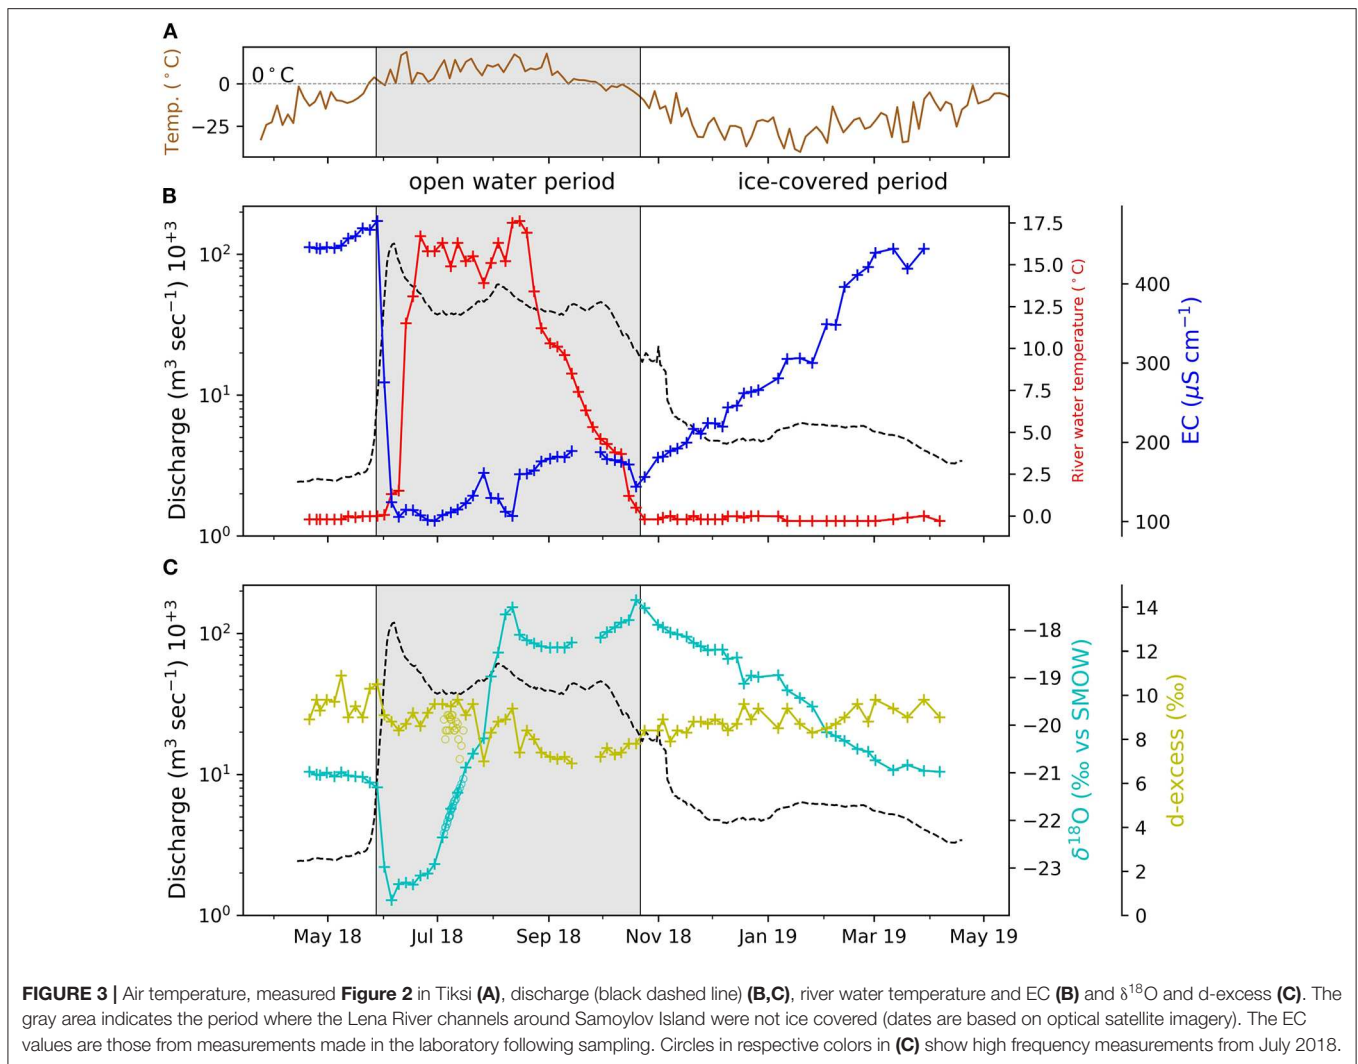 A
Temp. (°C)
0
−25
0°C
open water period
ice-covered period
B
Discharge (m³ sec⁻¹) 10⁺³
10²
10¹
10⁰
17.5
15.0
12.5
10.0
7.5
5.0
2.5
0.0
River water temperature (°C)
400
300
200
100
EC (μS cm⁻¹)
C
Discharge (m³ sec⁻¹) 10⁺³
10²
10¹
10⁰
−18
−19
−20
−21
−22
−23
δ¹⁸O (‰ vs SMOW)
14
12
10
8
6
4
2
0
d-excess (‰)
May 18 Jul 18 Sep 18 Nov 18 Jan 19 Mar 19 May 19
FIGURE 3 | Air temperature, measured Figure 2 in Tiksi (A), discharge (black dashed line) (B,C), river water temperature and EC (B) and δ¹⁸O and d-excess (C). The
gray area indicates the period where the Lena River channels around Samoylov Island were not ice covered (dates are based on optical satellite imagery). The EC
values are those from measurements made in the laboratory following sampling. Circles in respective colors in (C) show high frequency measurements from July 2018.